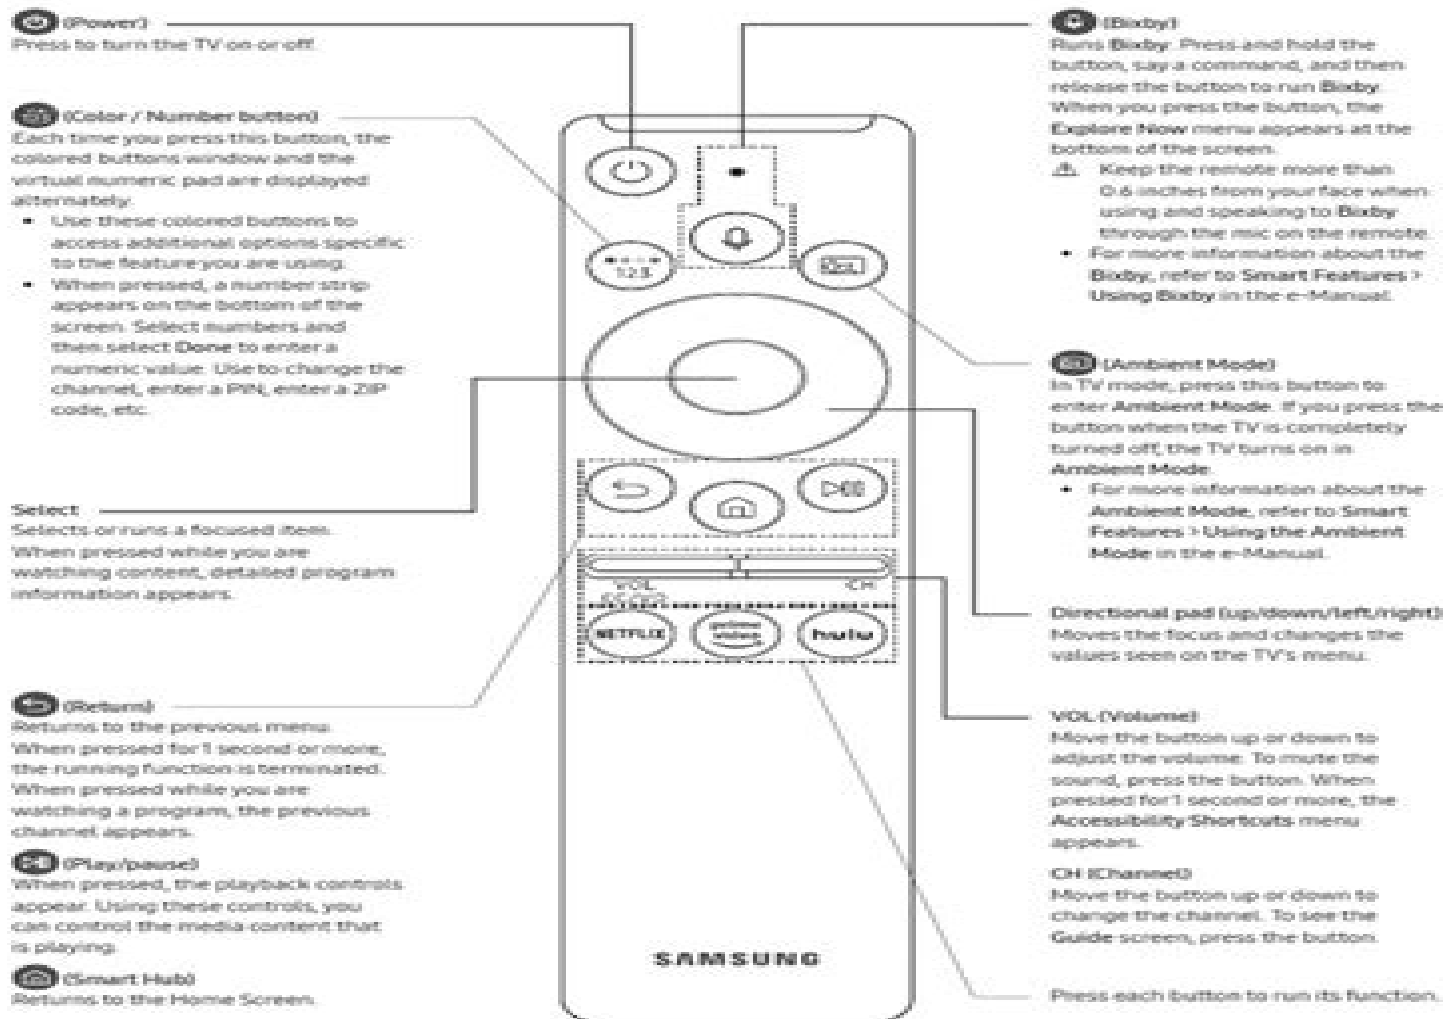 (Power)
Press to turn the TV on or off.
(Color / Number button)
Each time you press this button, the
colored buttons window and the
virtual numeric pad are displayed
alternately.
• Use these colored buttons to
access additional options specific
to the feature you are using.
• When pressed, a number strip
appears on the bottom of the
screen. Select numbers and
then select Done to enter a
numeric value. Use to change the
channel, enter a PIN, enter a ZIP
code, etc.
Select
Selects or runs a focused item.
When pressed while you are
watching content, detailed program
information appears.
(Return)
Returns to the previous menu.
When pressed for 1 second or more,
the running function is terminated.
When pressed while you are
watching a program, the previous
channel appears.
(Play/pause)
When pressed, the playback controls
appear. Using these controls, you
can control the media content that
is playing.
(Smart Hub)
Returns to the Home Screen.
123
VOL
CH
NETFLIX
prime video
hulu
SAMSUNG
(Bixby)
Runs Bixby. Press and hold the
button, say a command, and then
release the button to run Bixby.
When you press the button, the
Explore Now menu appears at the
bottom of the screen.
Keep the remote more than
0.6 inches from your face when
using and speaking to Bixby
through the mic on the remote.
• For more information about the
Bixby, refer to Smart Features >
Using Bixby in the e-Manual.
(Ambient Mode)
In TV mode, press this button to
enter Ambient Mode. If you press the
button when the TV is completely
turned off, the TV turns on in
Ambient Mode.
• For more information about the
Ambient Mode, refer to Smart
Features > Using the Ambient
Mode in the e-Manual.
Directional pad (up/down/left/right)
Moves the focus and changes the
values seen on the TV's menu.
VOL (Volume)
Move the button up or down to
adjust the volume. To mute the
sound, press the button. When
pressed for 1 second or more, the
Accessibility Shortcuts menu
appears.
CH (Channel)
Move the button up or down to
change the channel. To see the
Guide screen, press the button.
Press each button to run its function.